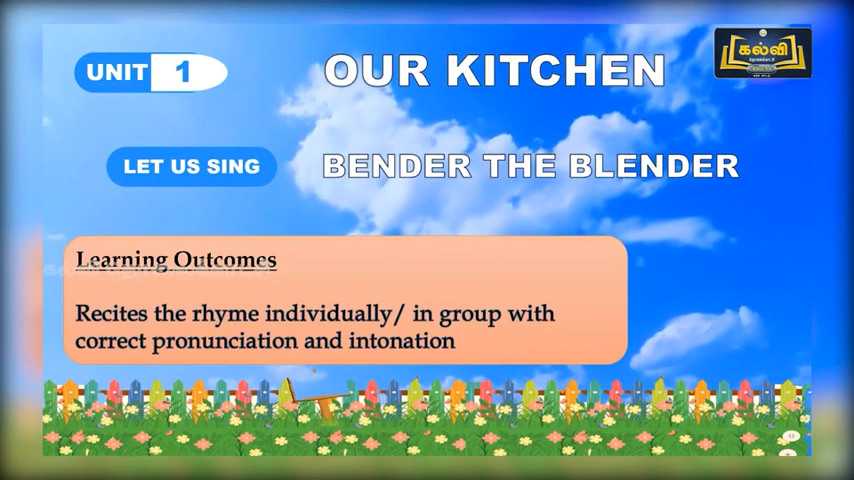 UNIT 1
OUR KITCHEN
கல்வி
LET US SING
BENDER THE BLENDER
Learning Outcomes
Recites the rhyme individually/ in group with
correct pronunciation and intonation